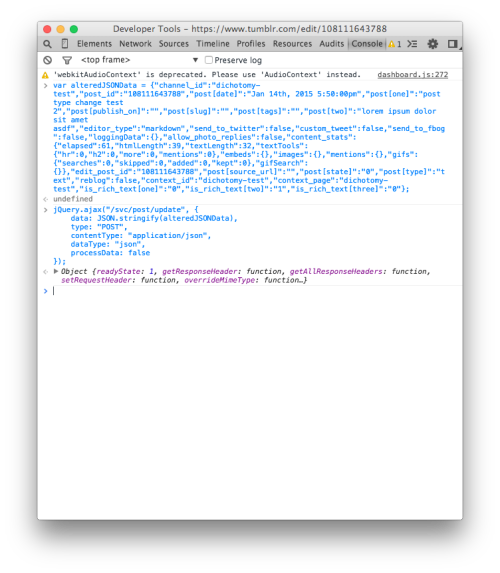 Developer Tools - https://www.tumblr.com/edit/108111643788
Elements Network Sources Timeline Profiles Resources Audits Console 1
<top frame> Preserve log
'webkitAudioContext' is deprecated. Please use 'AudioContext' instead. dashboard.js:272
var alteredJSONData = {"channel_id":"dichotomy-
test","post_id":"108111643788","post[date]":"Jan 14th, 2015 5:50:00pm","post[one]":"post
type change test
2","post[publish_on]":"","post[slug]":"","post[tags]":"","post[two]":"lorem ipsum dolor
sit amet
asdf","editor_type":"markdown","send_to_twitter":false,"custom_tweet":false,"send_to_fbog
":false,"loggingData":{},"allow_photo_replies":false,"content_stats":
{"elapsed":61,"htmlLength":39,"textLength":32,"textTools":
{"hr":0,"h2":0,"more":0,"mentions":0},"embeds":{},"images":{},"mentions":{},"gifs":
{"searches":0,"skipped":0,"added":0,"kept":0},"gifSearch":
{}},"edit_post_id":"108111643788","post[source_url]":"","post[state]":"0","post[type]":"t
ext","reblog":false,"context_id":"dichotomy-test","context_page":"dichotomy-
test","is_rich_text[one]":"0","is_rich_text[two]":"1","is_rich_text[three]":"0"};
undefined
jQuery.ajax("/svc/post/update", {
data: JSON.stringify(alteredJSONData),
type: "POST",
contentType: "application/json",
dataType: "json",
processData: false
});
Object {readyState: 1, getResponseHeader: function, getAllResponseHeaders: function,
setRequestHeader: function, overrideMimeType: function…}